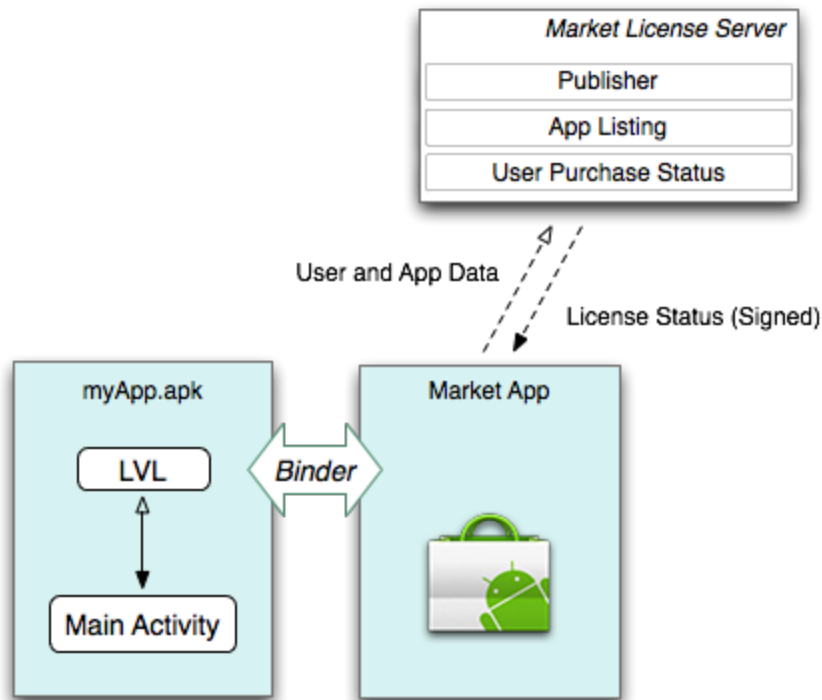 Market License Server
Publisher
App Listing
User Purchase Status
User and App Data
License Status (Signed)
myApp.apk
LVL
Main Activity
Binder
Market App